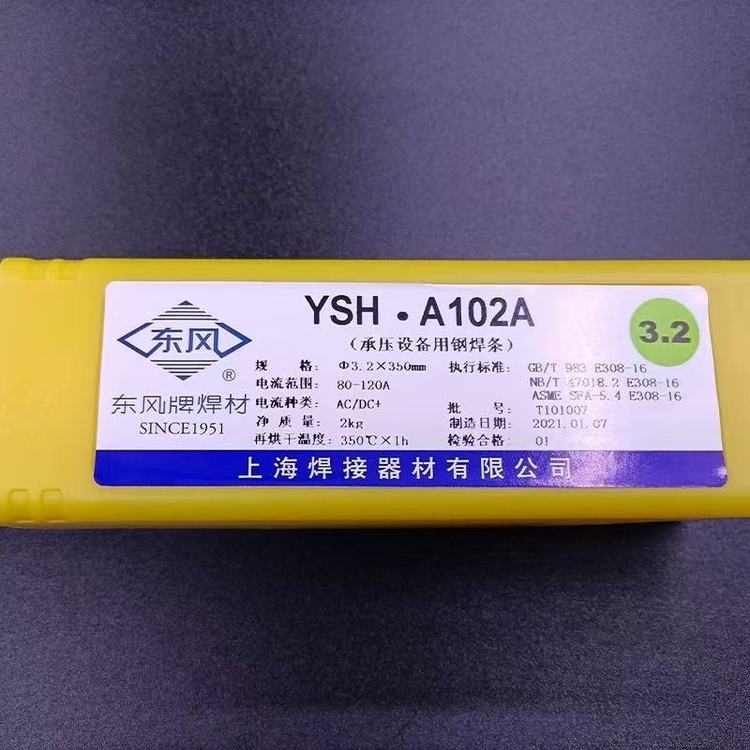 YSH·A102A
(承压设备用钢焊条)
3.2
东风
®
东风牌焊材
SINCE1951
规 格: Φ3.2×350mm 执行标准: GB/T 983 E308-16
NB/T 47018.2 E308-16
电流范围: 80-120A
ASME SFA-5.4 E308-16
电流种类: AC/DC+ 批 号: T101007
净 质 量: 2kg 制造日期: 2021.01.07
再烘干温度: 350℃×1h 检验合格: 01
上海焊接器材有限公司